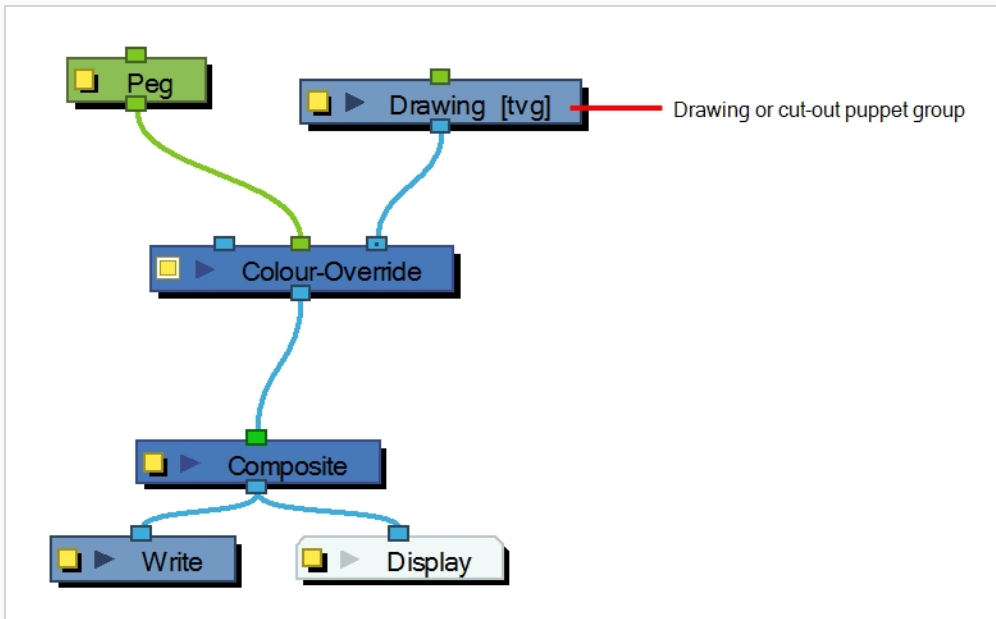 Peg
Drawing [tvg]
Drawing or cut-out puppet group
Colour-Override
Composite
Write
Display